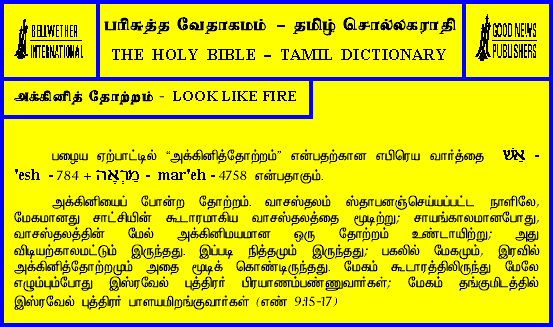 BELLWETHER
INTERNATIONAL
பரிசுத்த வேதாகமம் – தமிழ் சொல்லகராதி
THE HOLY BIBLE – TAMIL DICTIONARY
GOOD NEWS
PUBLISHERS
அக்கினித் தோற்றம் - LOOK LIKE FIRE
பழைய ஏற்பாட்டில் “அக்கினித்தோற்றம்” என்பதற்கான எபிரெய வார்த்தை אֵשׁ -
'esh - 784 + מַרְאֶה - mar'eh - 4758 என்பதாகும்.
அக்கினியைப் போன்ற தோற்றம். வாசஸ்தலம் ஸ்தாபனஞ்செய்யப்பட்ட நாளிலே,
மேகமானது சாட்சியின் கூடாரமாகிய வாசஸ்தலத்தை மூடிற்று; சாயங்காலமானபோது,
வாசஸ்தலத்தின் மேல் அக்கினிமயமான ஒரு தோற்றம் உண்டாயிற்று; அது
விடியற்காலமட்டும் இருந்தது. இப்படி நித்தமும் இருந்தது; பகலில் மேகமும், இரவில்
அக்கினித்தோற்றமும் அதை மூடிக் கொண்டிருந்தது. மேகம் கூடாரத்திலிருந்து மேலே
எழும்பும்போது இஸ்ரவேல் புத்திரர் பிரயாணம்பண்ணுவார்கள்; மேகம் தங்குமிடத்தில்
இஸ்ரவேல் புத்திரர் பாளயமிறங்குவார்கள் (எண் 9:15-17)